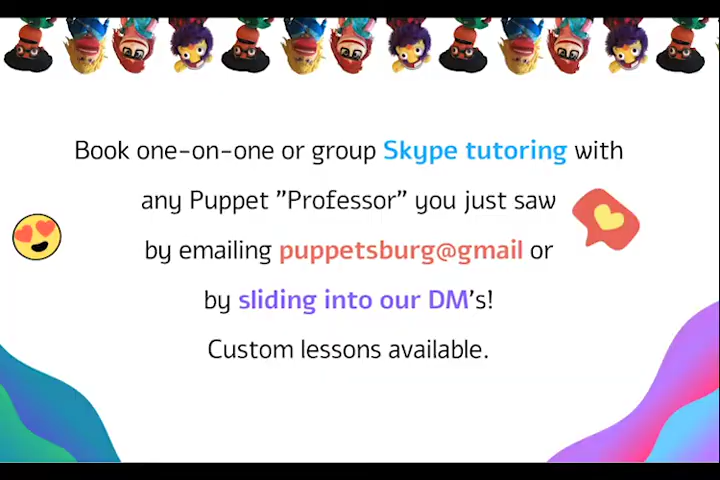 Book one-on-one or group Skype tutoring with
any Puppet "Professor" you just saw
by emailing puppetsburg@gmail or
by sliding into our DM's!
Custom lessons available.